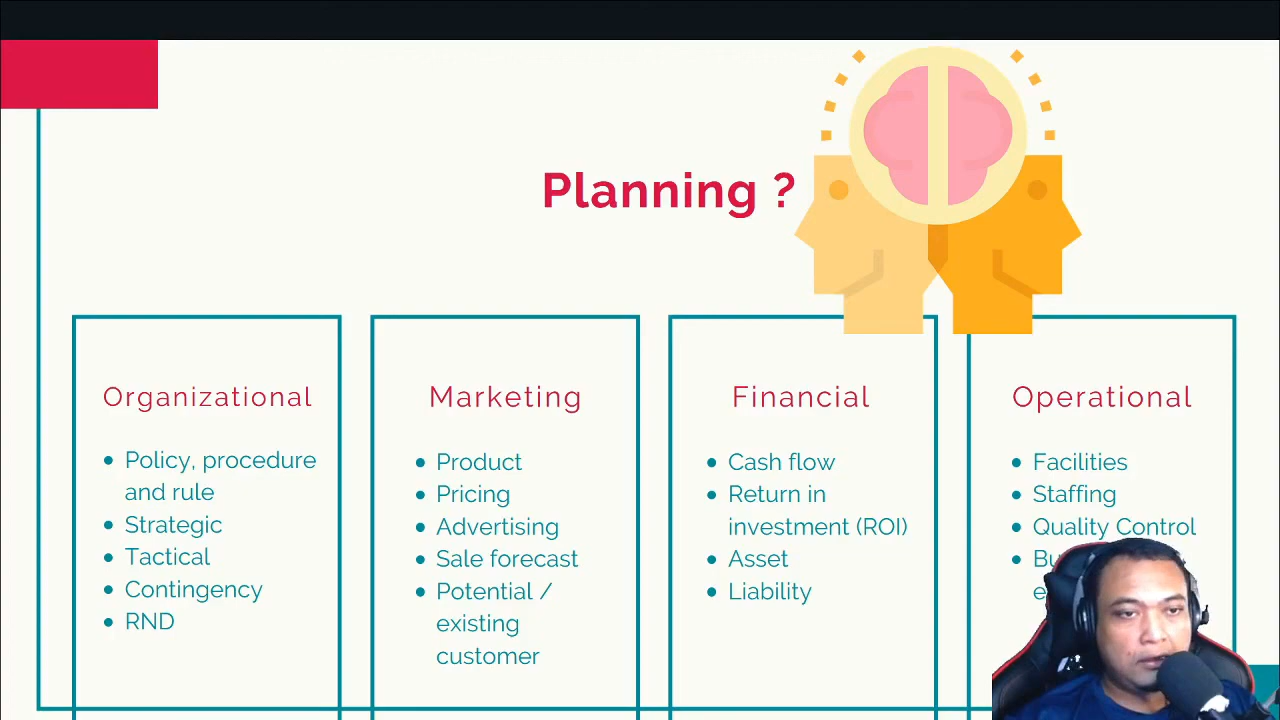 Planning ?
Organizational
Policy, procedure
and rule
Strategic
Tactical
Contingency
RND
Marketing
Product
Pricing
Advertising
Sale forecast
Potential /
existing
customer
Financial
Cash flow
Return in
investment (ROI)
Asset
Liability
Operational
Facilities
Staffing
Quality Control